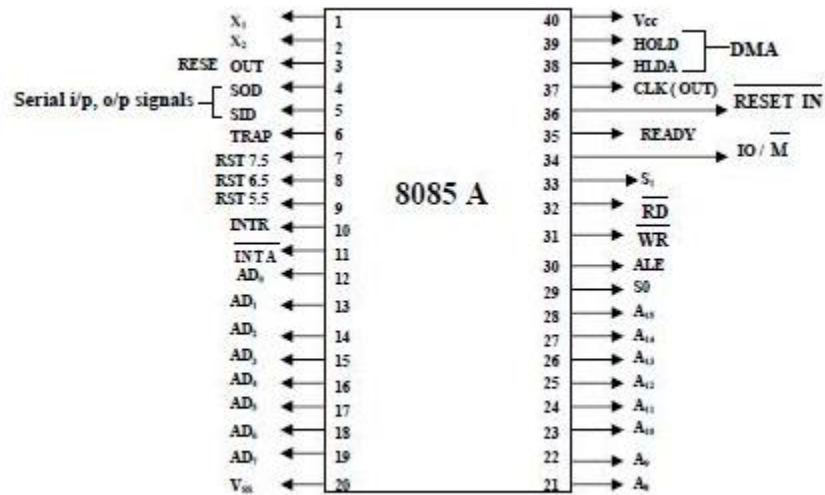 X₁ 1 40 Vcc
X₂ 2 39 HOLD
DMA
RESE OUT 3 38 HLDA
Serial i/p, o/p signals
SOD 4 37 CLK ( OUT)
SID 5 36 RESET IN
TRAP 6 35 READY
RST 7.5 7 34 IO / M
RST 6.5 8 33 S₁
8085 A
RST 5.5 9 32 RD
INTR 10 31 WR
INTA 11 30 ALE
AD₀ 12 29 S0
AD₁ 13 28 A₁₅
AD₂ 14 27 A₁₄
AD₃ 15 26 A₁₃
AD₄ 16 25 A₁₂
AD₅ 17 24 A₁₁
AD₆ 18 23 A₁₀
AD₇ 19 22 A₉
Vss 20 21 A₈